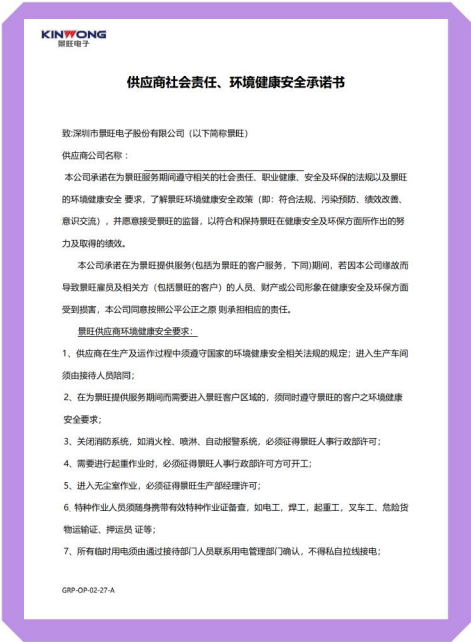 KINWONG
景旺电子
供应商社会责任、环境健康安全承诺书
致:深圳市景旺电子股份有限公司（以下简称景旺）
供应商公司名称：
本公司承诺在为景旺服务期间遵守相关的社会责任、职业健康、安全及环保的法规以及景旺
的环境健康安全 要求，了解景旺环境健康安全政策（即：符合法规、污染预防、绩效改善、
意识交流），并愿意接受景旺的监督，以符合和保持景旺在健康安全及环保方面所作出的努
力及取得的绩效。
本公司承诺在为景旺提供服务(包括为景旺的客户服务，下同)期间，若因本公司缘故而
导致景旺雇员及相关方（包括景旺的客户）的人员、财产或公司形象在健康安全及环保方面
受到损害，本公司同意按照公平公正之原 则承担相应的责任。
景旺供应商环境健康安全要求：
1、供应商在生产及运作过程中须遵守国家的环境健康安全相关法规的规定；进入生产车间
须由接待人员陪同；
2、在为景旺提供服务期间而需要进入景旺客户区域的，须同时遵守景旺的客户之环境健康
安全要求；
3、关闭消防系统，如消火栓、喷淋、自动报警系统，必须征得景旺人事行政部许可；
4、需要进行起重作业时，必须征得景旺人事行政部许可方可开工；
5、进入无尘室作业，必须征得景旺生产部经理许可；
6. 特种作业人员须随身携带有效特种作业证备查，如电工，焊工，起重工，叉车工、危险货
物运输证、押运员 证等；
7、所有临时用电须由通过接待部门人员联系用电管理部门确认，不得私自拉线接电；
GRP-OP-02-27-A